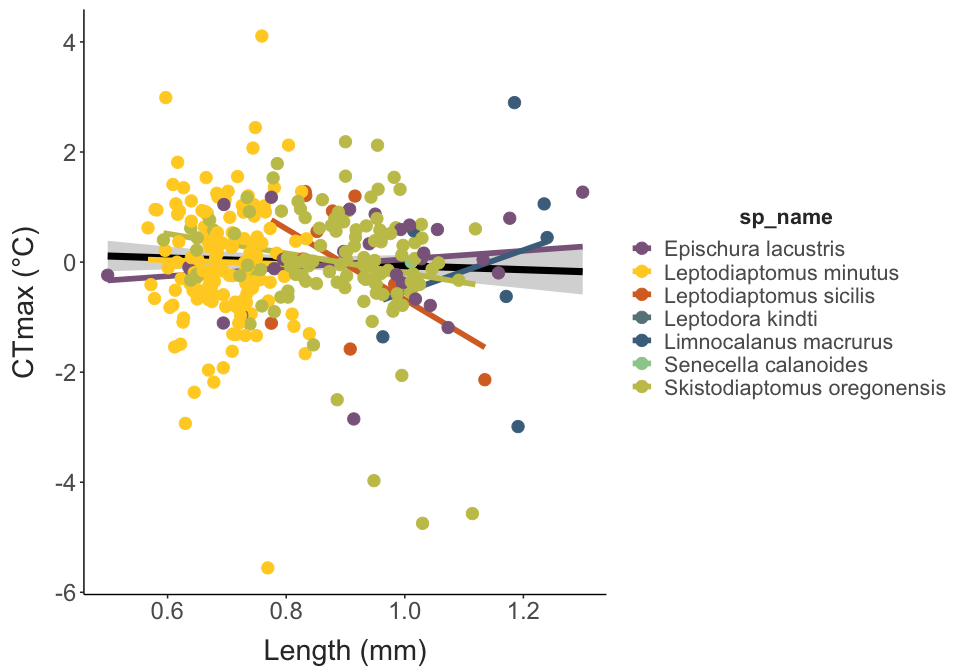 CTmax (°C)
4
2
0
-2
-4
-6
0.6 0.8 1.0 1.2
Length (mm)
sp_name
Epischura lacustris
Leptodiaptomus minutus
Leptodiaptomus sicilis
Leptodora kindti
Limnocalanus macrurus
Senecella calanoides
Skistodiaptomus oregonensis